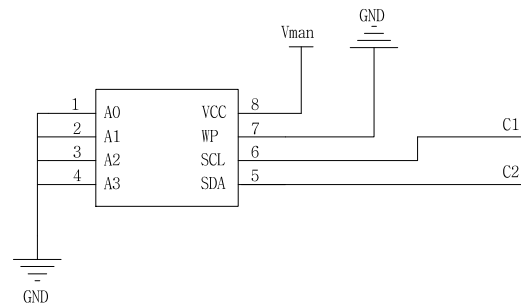 GND
Vman
1 A0 VCC 8
2 A1 WP 7
3 A2 SCL 6
4 A3 SDA 5
C1
C2
GND